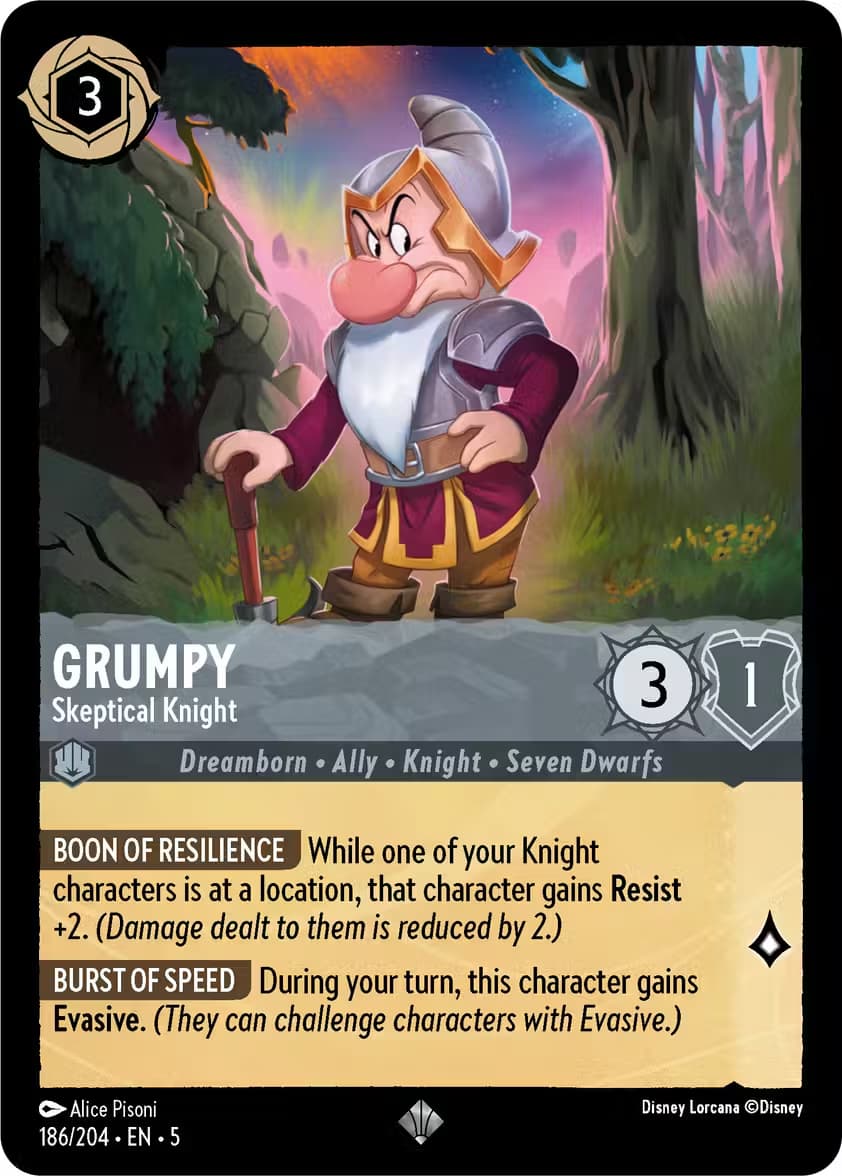 3
GRUMPY
Skeptical Knight
3
1
Dreamborn • Ally • Knight • Seven Dwarfs
BOON OF RESILIENCE While one of your Knight
characters is at a location, that character gains Resist
+2. (Damage dealt to them is reduced by 2.)
BURST OF SPEED During your turn, this character gains
Evasive. (They can challenge characters with Evasive.)
Alice Pisoni
186/204 • EN • 5
Disney Lorcana ©Disney